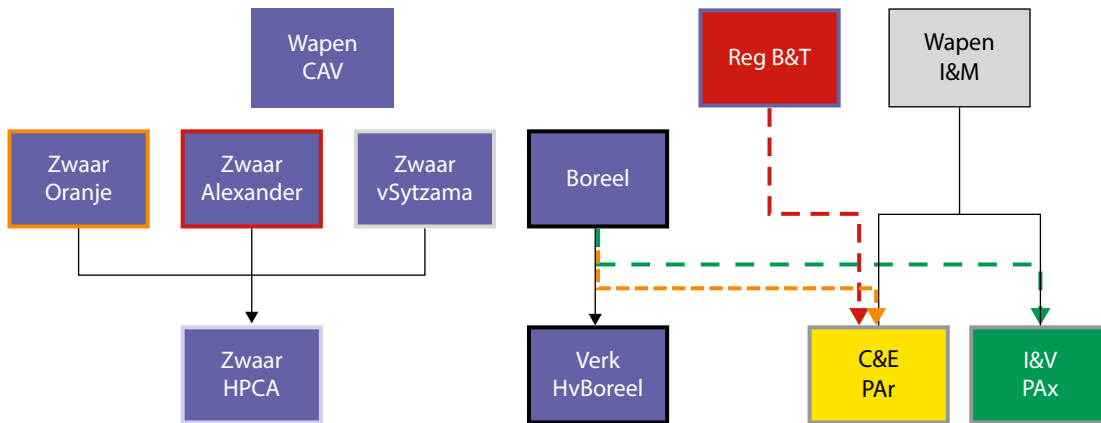 Wapen
CAV
Reg B&T
Wapen
I&M
Zwaar
Oranje
Zwaar
Alexander
Zwaar
vSytzama
Boreel
Zwaar
HPCA
Verk
HvBoreel
C&E
PAr
I&V
PAx